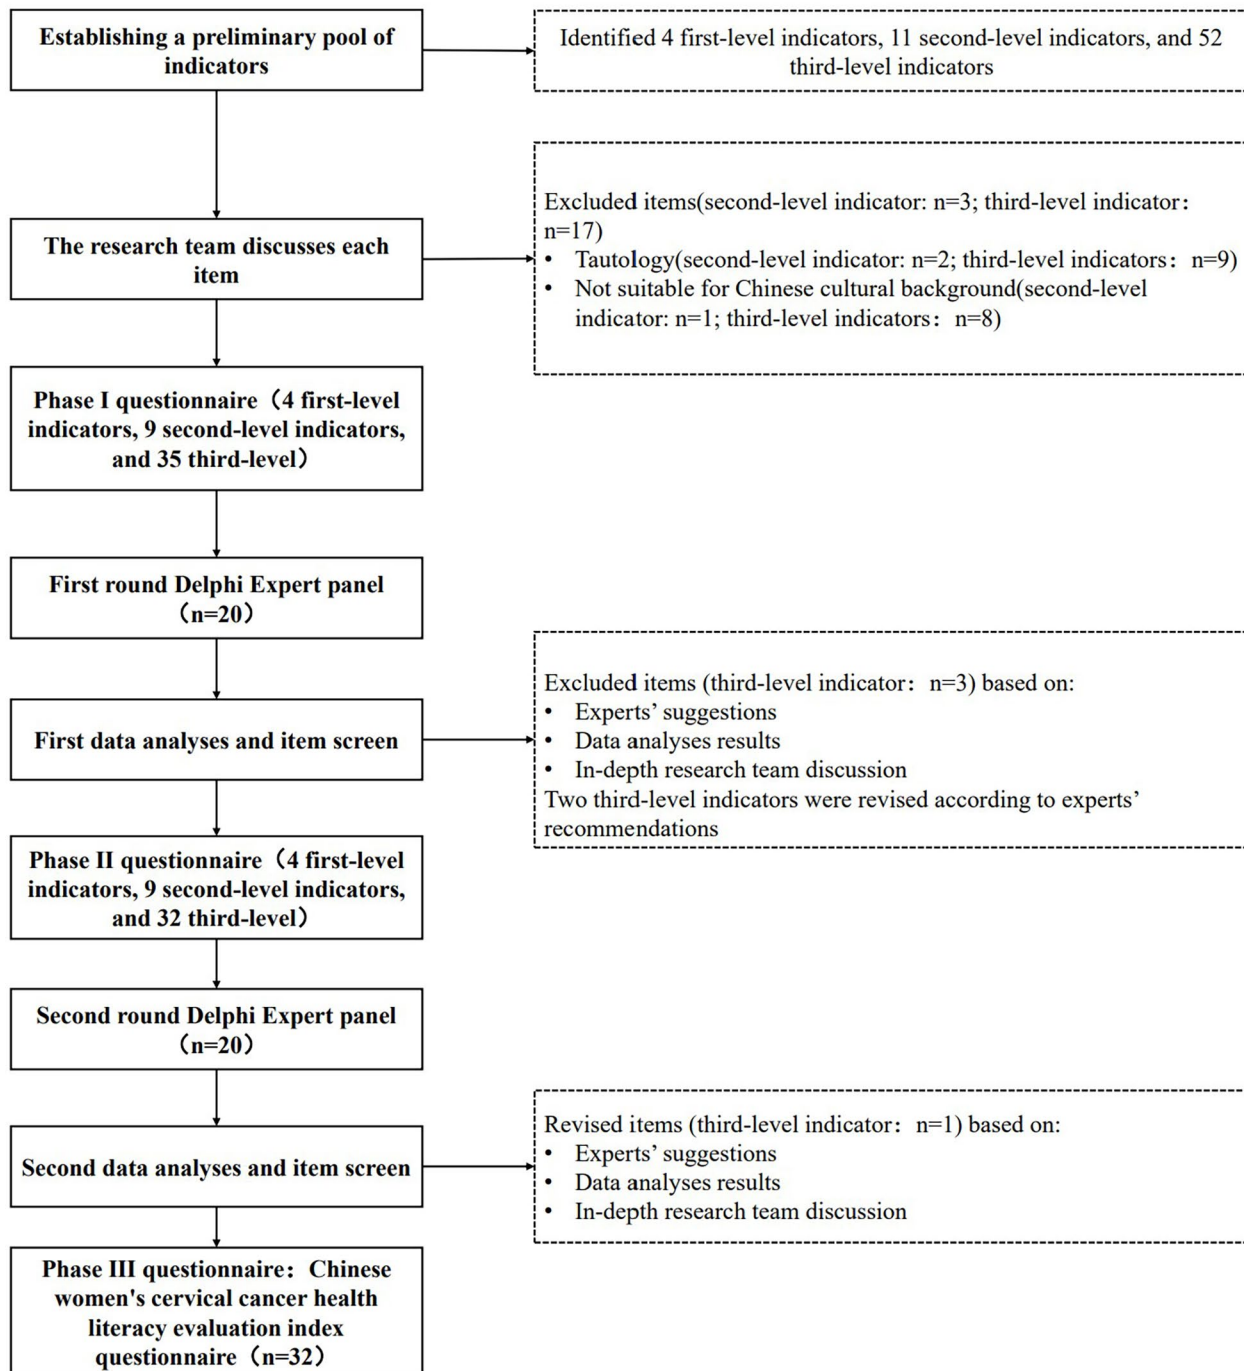 Establishing a preliminary pool of
indicators
Identified 4 first-level indicators, 11 second-level indicators, and 52
third-level indicators
The research team discusses each
item
Excluded items(second-level indicator: n=3; third-level indicator：
n=17)
• Tautology(second-level indicator: n=2; third-level indicators：n=9)
• Not suitable for Chinese cultural background(second-level
indicator: n=1; third-level indicators：n=8)
Phase I questionnaire（4 first-level
indicators, 9 second-level indicators,
and 35 third-level）
First round Delphi Expert panel
（n=20）
First data analyses and item screen
Excluded items (third-level indicator：n=3) based on:
• Experts’ suggestions
• Data analyses results
• In-depth research team discussion
Two third-level indicators were revised according to experts’
recommendations
Phase II questionnaire（4 first-level
indicators, 9 second-level indicators,
and 32 third-level）
Second round Delphi Expert panel
（n=20）
Second data analyses and item screen
Revised items (third-level indicator：n=1) based on:
• Experts’ suggestions
• Data analyses results
• In-depth research team discussion
Phase III questionnaire：Chinese
women's cervical cancer health
literacy evaluation index
questionnaire（n=32）